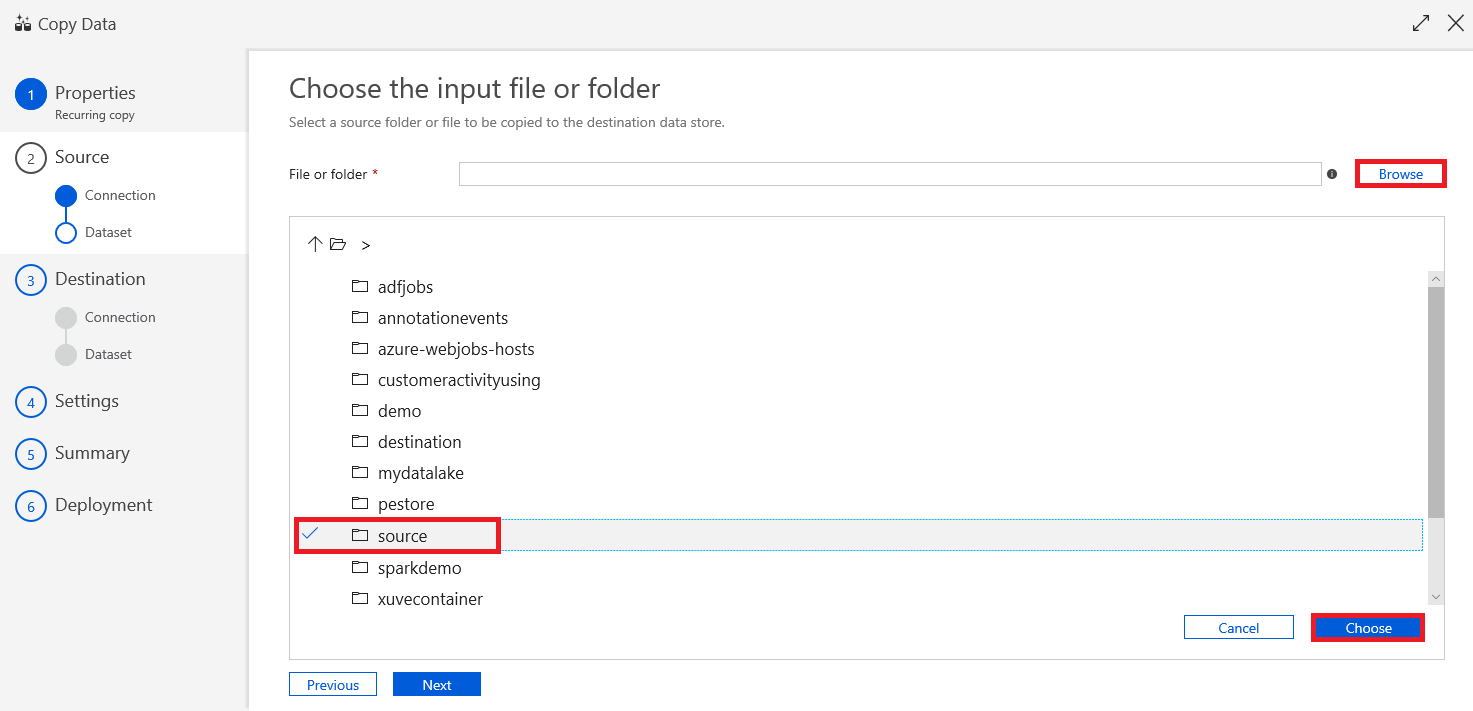 Copy Data
1 Properties
Recurring copy
2 Source
Connection
Dataset
3 Destination
Connection
Dataset
4 Settings
5 Summary
6 Deployment
Choose the input file or folder
Select a source folder or file to be copied to the destination data store.
File or folder *
Browse
>
adfjobs
annotationevents
azure-webjobs-hosts
customeractivityusing
demo
destination
mydatalake
pestore
source
sparkdemo
xuvecontainer
Cancel Choose
Previous Next